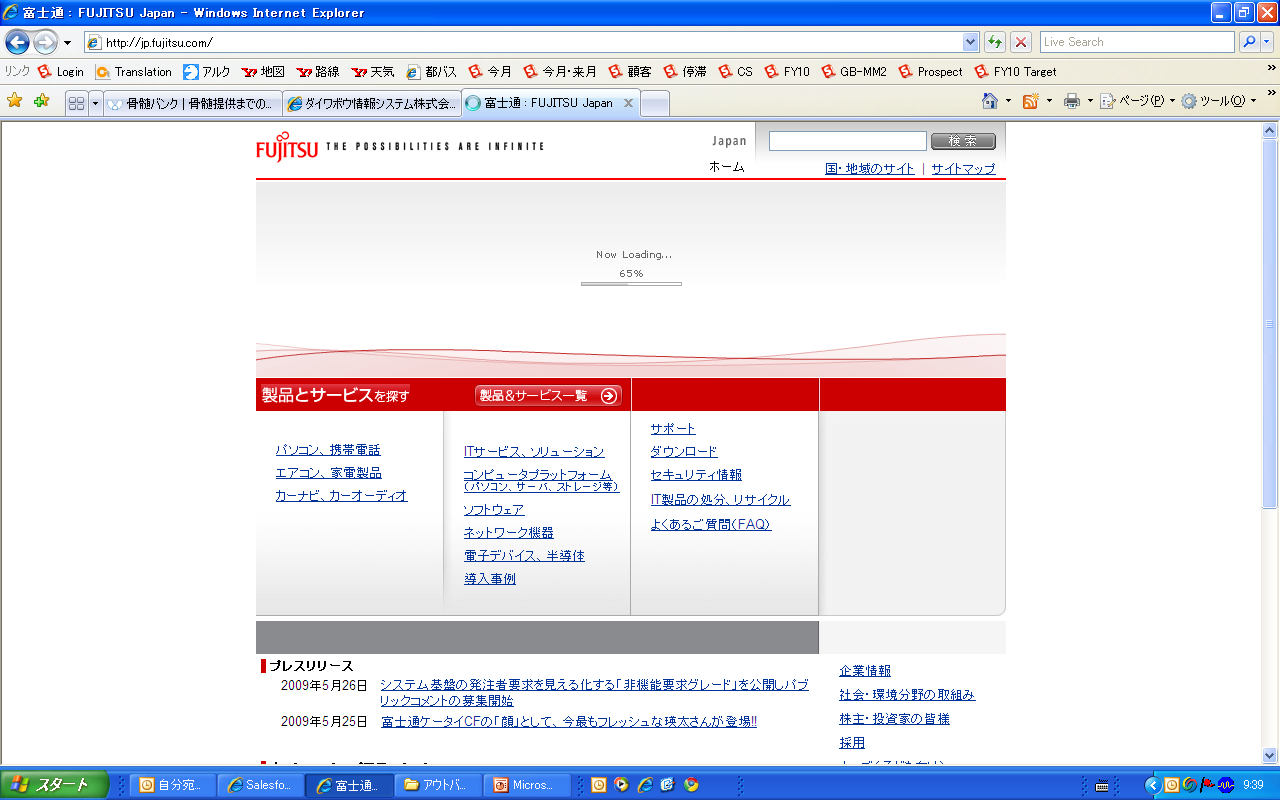 富士通 : FUJITSU Japan - Windows Internet Explorer
http://jp.fujitsu.com/
Live Search
リンク Login Translation アルク 地図 路線 天気 都バス 今月 今月・来月 顧客 停滞 CS FY10 GB-MM2 Prospect FY10 Target
骨髄バンク | 骨髄提供までの... ダイワボウ情報システム株式会... 富士通 : FUJITSU Japan ページ(P) ツール(O)
FUJITSU THE POSSIBILITIES ARE INFINITE
Japan
検索
ホーム
国・地域のサイト | サイトマップ
Now Loading...
65%
製品とサービスを探す
製品&サービス一覧
パソコン、携帯電話
エアコン、家電製品
カーナビ、カーオーディオ
ITサービス、ソリューション
コンピュータプラットフォーム
(パソコン、サーバ、ストレージ等)
ソフトウェア
ネットワーク機器
電子デバイス、半導体
導入事例
サポート
ダウンロード
セキュリティ情報
IT製品の処分、リサイクル
よくあるご質問(FAQ)
プレスリリース
2009年5月26日 システム基盤の発注者要求を見える化する「非機能要求グレード」を公開しパブ
リックコメントの募集開始
2009年5月25日 富士通ケータイCFの「顔」として、今最もフレッシュな瑛太さんが登場!!
企業情報
社会・環境分野の取組み
株主・投資家の皆様
採用
スタート 自分宛... Salesfo... 富士通... アウトバ... Micros... 9:39